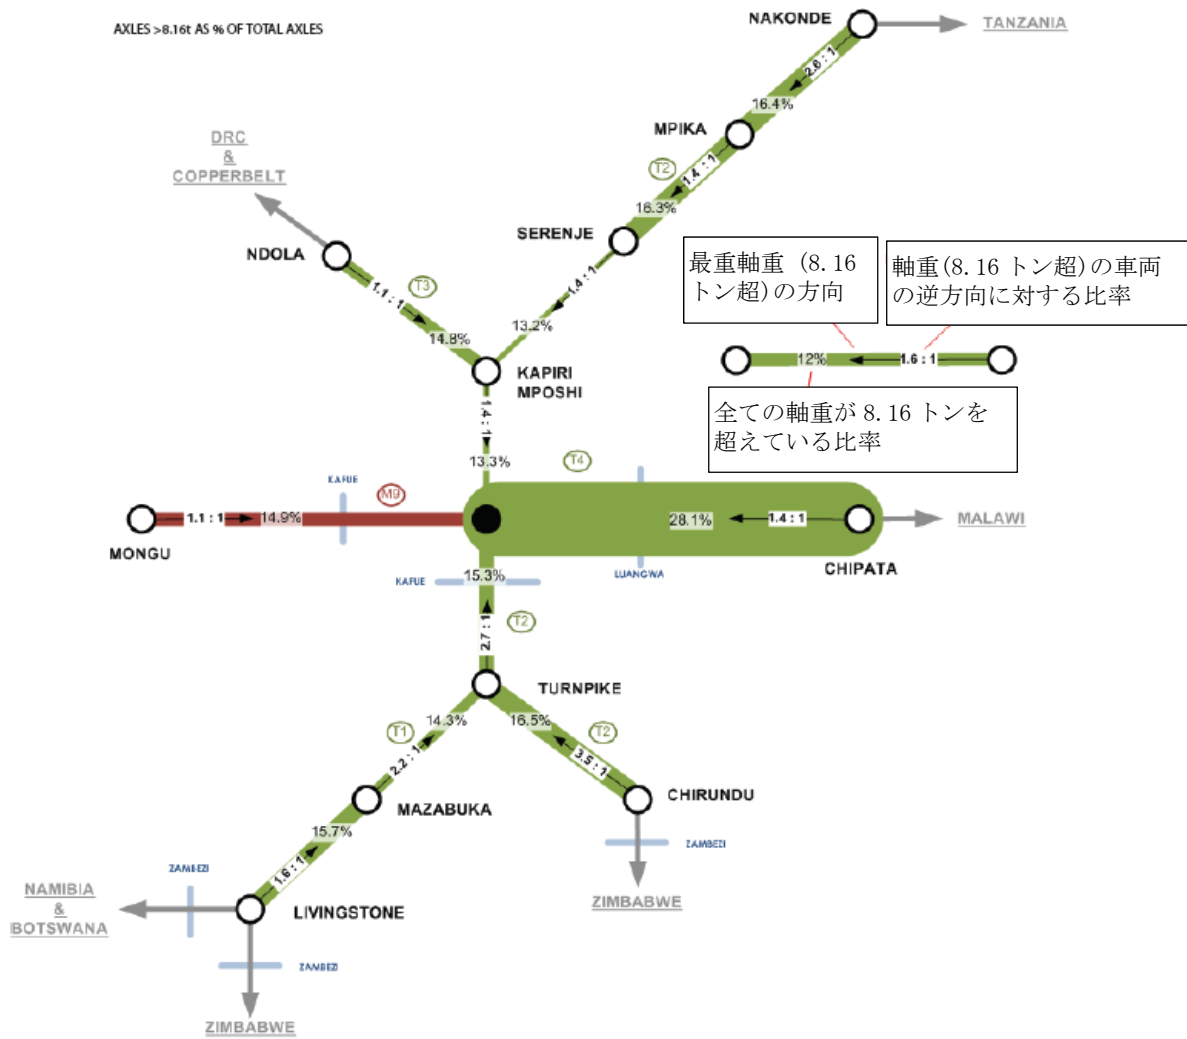 NAKONDE
TANZANIA
AXLES >8.16t AS % OF TOTAL AXLES
2.6 : 1
16.4%
MPIKA
DRC
&
COPPERBELT
T2
1.4 : 1
16.3%
SERENJE
NDOLA
最重軸重（8.16
トン超）の方向
軸重(8.16 トン超)の車両
の逆方向に対する比率
1.1 : 1
T3
1.4 : 1
14.8%
13.2%
12%
1.6 : 1
KAPIRI
MPOSHI
全ての軸重が 8.16 トンを
超えている比率
1.4 : 1
13.3%
T4
KAFUE
M9
1.1 : 1
14.9%
28.1%
1.4 : 1
MALAWI
MONGU
CHIPATA
KAFUE
15.3%
LUANGWA
2.7 : 1
T2
TURNPIKE
T1
14.3%
16.5%
T2
2.2 : 1
3.5 : 1
MAZABUKA
CHIRUNDU
15.7%
ZAMBEZI
ZAMBEZI
1.6 : 1
NAMIBIA
&
BOTSWANA
LIVINGSTONE
ZIMBABWE
ZAMBEZI
ZIMBABWE